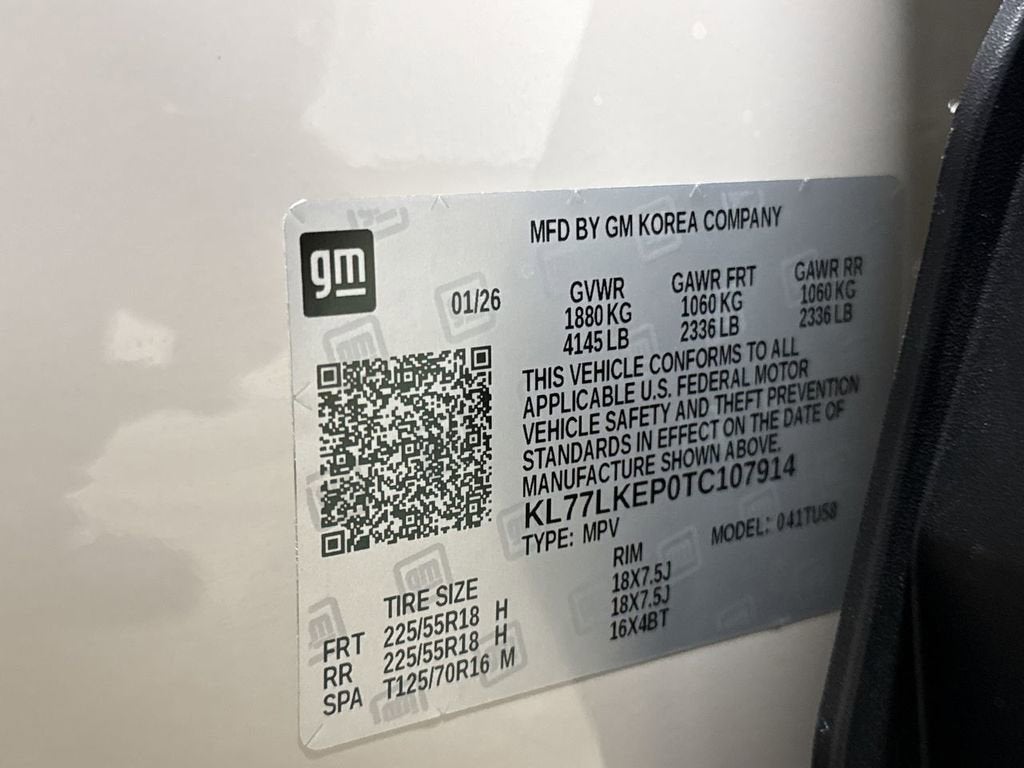 gm
MFD BY GM KOREA COMPANY
01/26
GVWR GAWR FRT GAWR RR
1880 KG 1060 KG 1060 KG
4145 LB 2336 LB 2336 LB
THIS VEHICLE CONFORMS TO ALL
APPLICABLE U.S. FEDERAL MOTOR
VEHICLE SAFETY AND THEFT PREVENTION
STANDARDS IN EFFECT ON THE DATE OF
MANUFACTURE SHOWN ABOVE.
KL77LKEP0TC107914
TYPE: MPV MODEL: 041TU58
TIRE SIZE RIM
FRT 225/55R18 H 18X7.5J
RR 225/55R18 H 18X7.5J
SPA T125/70R16 M 16X4BT